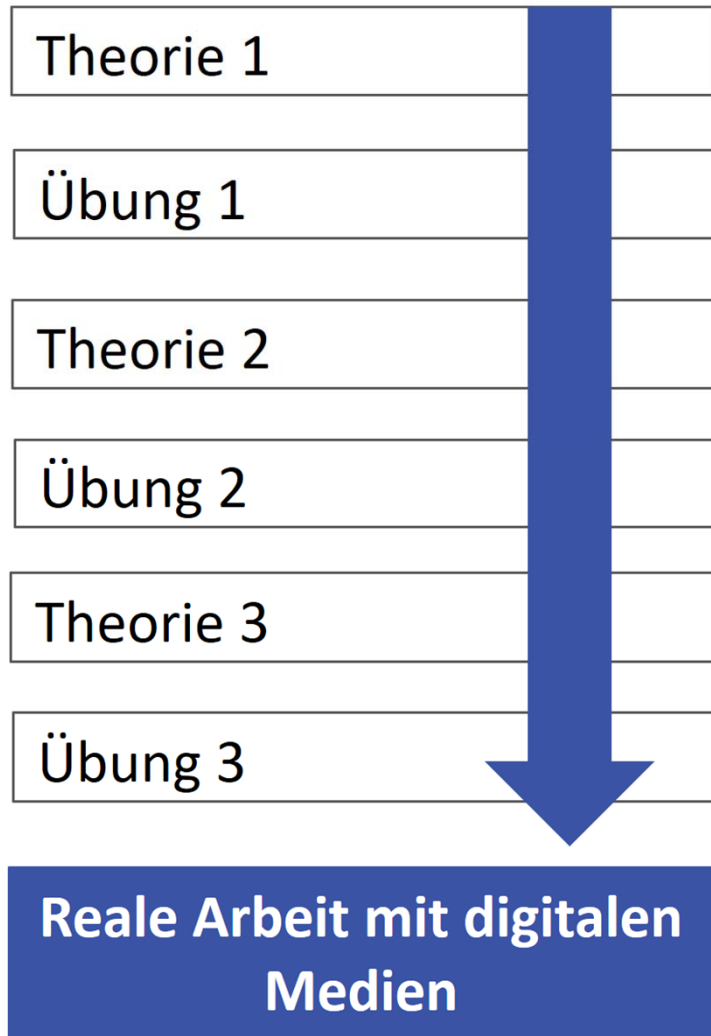 Theorie 1
Übung 1
Theorie 2
Übung 2
Theorie 3
Übung 3
Reale Arbeit mit digitalen
Medien